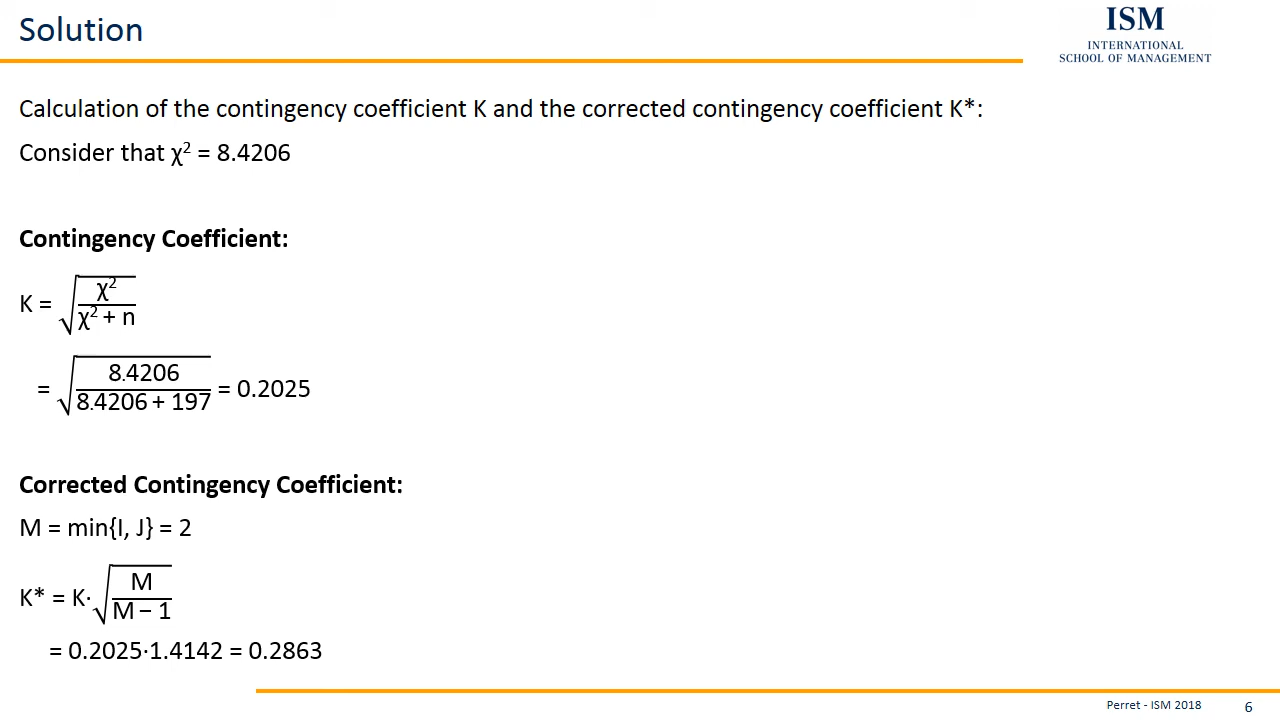 Solution
ISM
INTERNATIONAL
SCHOOL OF MANAGEMENT
Calculation of the contingency coefficient K and the corrected contingency coefficient K*:
Consider that χ² = 8.4206
Contingency Coefficient:
K = √(χ² / (χ² + n))
= √(8.4206 / (8.4206 + 197)) = 0.2025
Corrected Contingency Coefficient:
M = min{I, J} = 2
K* = K·√(M / (M − 1))
= 0.2025·1.4142 = 0.2863
Perret - ISM 2018
6